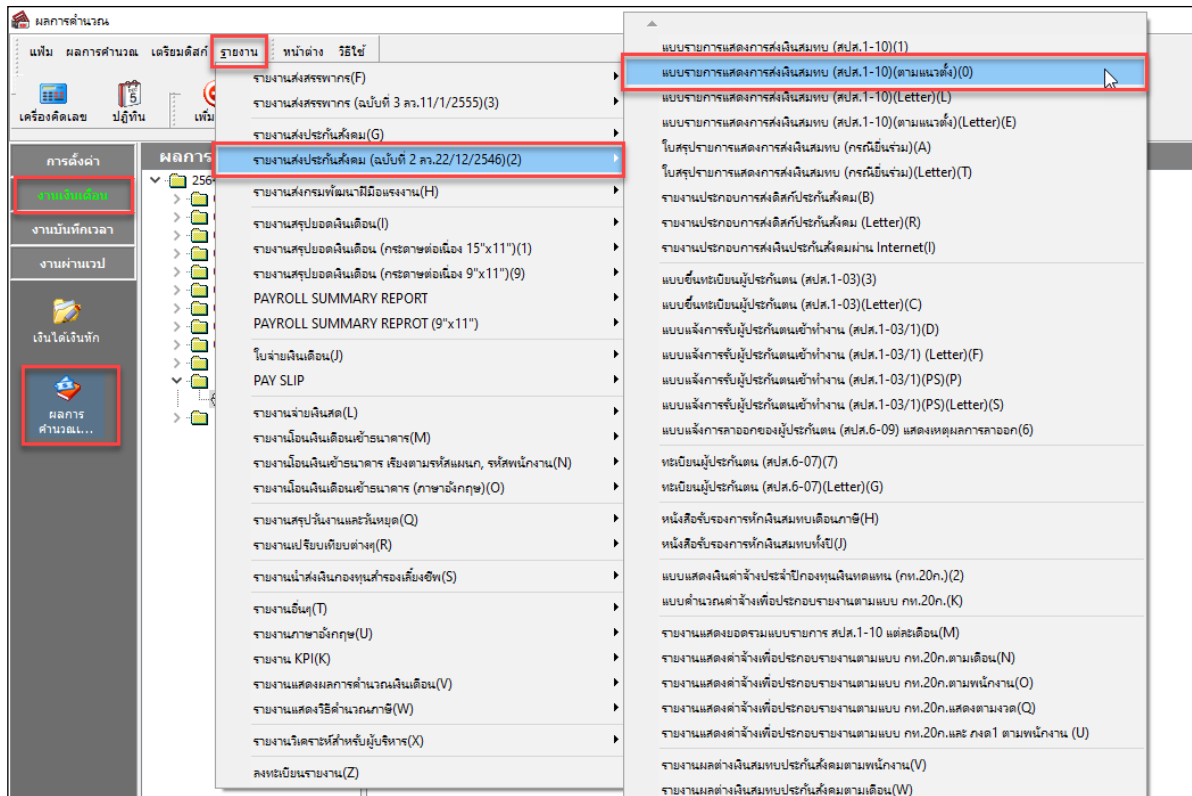 ผลการคำนวณ
แฟ้ม ผลการคำนวณ เตรียมดิสก์ รายงาน หน้าต่าง วิธีใช้
เครื่องคิดเลข ปฏิทิน เพิ่ม
การตั้งค่า
งานเงินเดือน
งานบันทึกเวลา
งานผ่านเวป
เงินได้เงินหัก
ผลการ
คำนวณเ...
ผลการ
256
รายงานส่งสรรพากร(F)
รายงานส่งสรรพากร (ฉบับที่ 3 ลว.11/1/2555)(3)
รายงานส่งประกันสังคม(G)
รายงานส่งประกันสังคม (ฉบับที่ 2 ลว.22/12/2546)(2)
รายงานส่งกรมพัฒนาฝีมือแรงงาน(H)
รายงานสรุปยอดเงินเดือน(I)
รายงานสรุปยอดเงินเดือน (กระดาษต่อเนื่อง 15"x11")(1)
รายงานสรุปยอดเงินเดือน (กระดาษต่อเนื่อง 9"x11")(9)
PAYROLL SUMMARY REPORT
PAYROLL SUMMARY REPROT (9"x11")
ใบจ่ายเงินเดือน(J)
PAY SLIP
รายงานจ่ายเงินสด(L)
รายงานโอนเงินเดือนเข้าธนาคาร(M)
รายงานโอนเงินเข้าธนาคาร เรียงตามรหัสแผนก, รหัสพนักงาน(N)
รายงานโอนเงินเดือนเข้าธนาคาร (ภาษาอังกฤษ)(O)
รายงานสรุปวันงานและวันหยุด(Q)
รายงานเปรียบเทียบต่างๆ(R)
รายงานนำส่งเงินกองทุนสำรองเลี้ยงชีพ(S)
รายงานอื่นๆ(T)
รายงานภาษาอังกฤษ(U)
รายงาน KPI(K)
รายงานแสดงผลการคำนวณเงินเดือน(V)
รายงานแสดงวิธีคำนวณภาษี(W)
รายงานวิเคราะห์สำหรับผู้บริหาร(X)
ลงทะเบียนรายงาน(Z)
แบบรายการแสดงการส่งเงินสมทบ (สปส.1-10)(1)
แบบรายการแสดงการส่งเงินสมทบ (สปส.1-10)(ตามแนวตั้ง)(0)
แบบรายการแสดงการส่งเงินสมทบ (สปส.1-10)(Letter)(L)
แบบรายการแสดงการส่งเงินสมทบ (สปส.1-10)(ตามแนวตั้ง)(Letter)(E)
ใบสรุปรายการแสดงการส่งเงินสมทบ (กรณียื่นร่วม)(A)
ใบสรุปรายการแสดงการส่งเงินสมทบ (กรณียื่นร่วม)(Letter)(T)
รายงานประกอบการส่งดิสก์ประกันสังคม(B)
รายงานประกอบการส่งดิสก์ประกันสังคม (Letter)(R)
รายงานประกอบการส่งเงินประกันสังคมผ่าน Internet(I)
แบบขึ้นทะเบียนผู้ประกันตน (สปส.1-03)(3)
แบบขึ้นทะเบียนผู้ประกันตน (สปส.1-03)(Letter)(C)
แบบแจ้งการรับผู้ประกันตนเข้าทำงาน (สปส.1-03/1)(D)
แบบแจ้งการรับผู้ประกันตนเข้าทำงาน (สปส.1-03/1) (Letter)(F)
แบบแจ้งการรับผู้ประกันตนเข้าทำงาน (สปส.1-03/1)(PS)(P)
แบบแจ้งการรับผู้ประกันตนเข้าทำงาน (สปส.1-03/1)(PS)(Letter)(S)
แบบแจ้งการลาออกของผู้ประกันตน (สปส.6-09) แสดงเหตุผลการลาออก(6)
ทะเบียนผู้ประกันตน (สปส.6-07)(7)
ทะเบียนผู้ประกันตน (สปส.6-07)(Letter)(G)
หนังสือรับรองการหักเงินสมทบเดือนภาษี(H)
หนังสือรับรองการหักเงินสมทบทั้งปี(J)
แบบแสดงเงินค่าจ้างประจำปีกองทุนเงินทดแทน (กท.20ก.)(2)
แบบคำนวณค่าจ้างเพื่อประกอบรายงานตามแบบ กท.20ก.(K)
รายงานแสดงยอดรวมแบบรายการ สปส.1-10 แต่ละเดือน(M)
รายงานแสดงค่าจ้างเพื่อประกอบรายงานตามแบบ กท.20ก.ตามเดือน(N)
รายงานแสดงค่าจ้างเพื่อประกอบรายงานตามแบบ กท.20ก.ตามพนักงาน(O)
รายงานแสดงค่าจ้างเพื่อประกอบรายงานตามแบบ กท.20ก.แสดงตามงวด(Q)
รายงานแสดงค่าจ้างเพื่อประกอบรายงานตามแบบ กท.20ก.และ ภงด1 ตามพนักงาน (U)
รายงานผลต่างเงินสมทบประกันสังคมตามพนักงาน(V)
รายงานผลต่างเงินสมทบประกันสังคมตามเดือน(W)